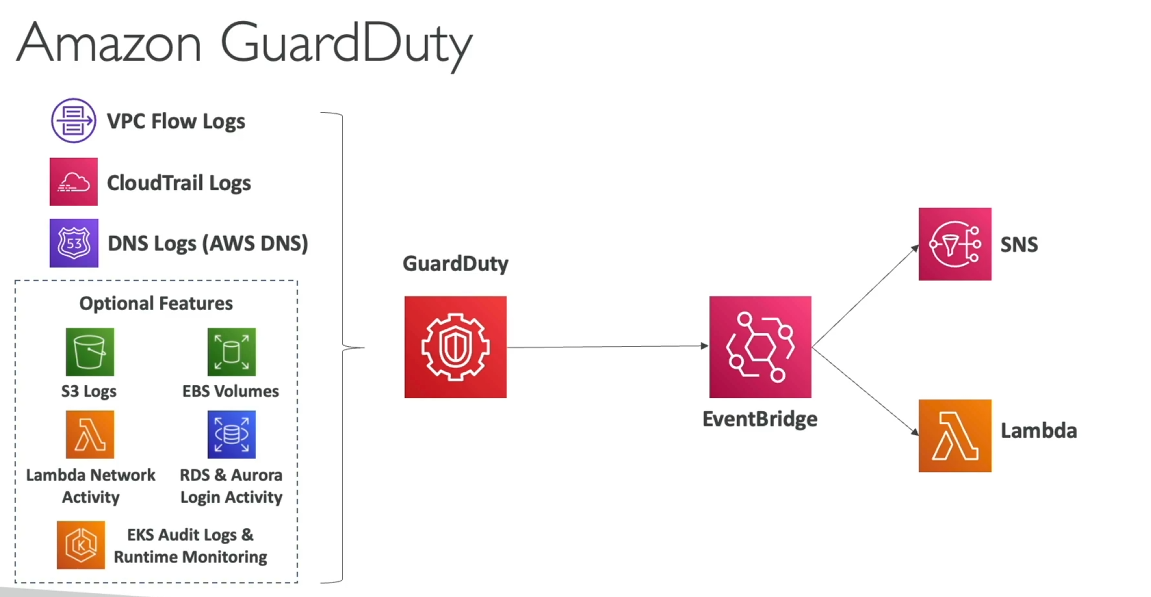 Amazon GuardDuty
VPC Flow Logs
CloudTrail Logs
53
DNS Logs (AWS DNS)
Optional Features
S3 Logs
EBS Volumes
Lambda Network
Activity
RDS & Aurora
Login Activity
K
EKS Audit Logs &
Runtime Monitoring
GuardDuty
EventBridge
SNS
Lambda